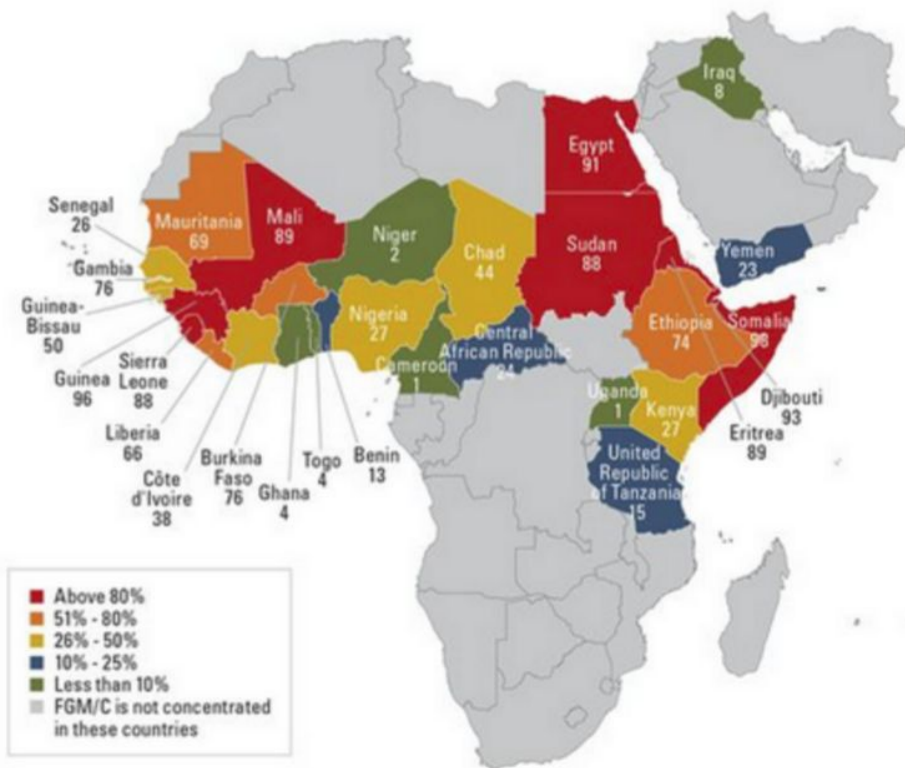 Iraq
8
Egypt
91
Senegal
26
Mauritania
69
Mali
89
Niger
2
Chad
44
Sudan
88
Yemen
23
Gambia
76
Guinea-
Bissau
50
Nigeria
27
Ethiopia
74
Somalia
98
Central
African Republic
24
Cameroon
1
Uganda
1
Kenya
27
Guinea
96
Sierra
Leone
88
Djibouti
93
Eritrea
89
Liberia
66
Côte
d'Ivoire
38
Burkina
Faso
76
Ghana
4
Togo
4
Benin
13
United
Republic
of Tanzania
15
Above 80%
51% - 80%
26% - 50%
10% - 25%
Less than 10%
FGM/C is not concentrated
in these countries